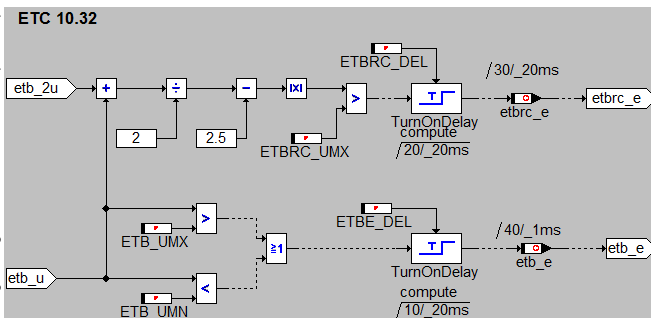 ETC 10.32
ETBRC_DEL
/30/_20ms
etb_2u
+
÷
−
|X|
>
T
etbrc_e
etbrc_e
2
2.5
ETBRC_UMX
TurnOnDelay
compute
/20/_20ms
ETB_UMX
>
ETBE_DEL
/40/_1ms
≥1
T
etb_e
etb_e
etb_u
<
TurnOnDelay
ETB_UMN
compute
/10/_20ms